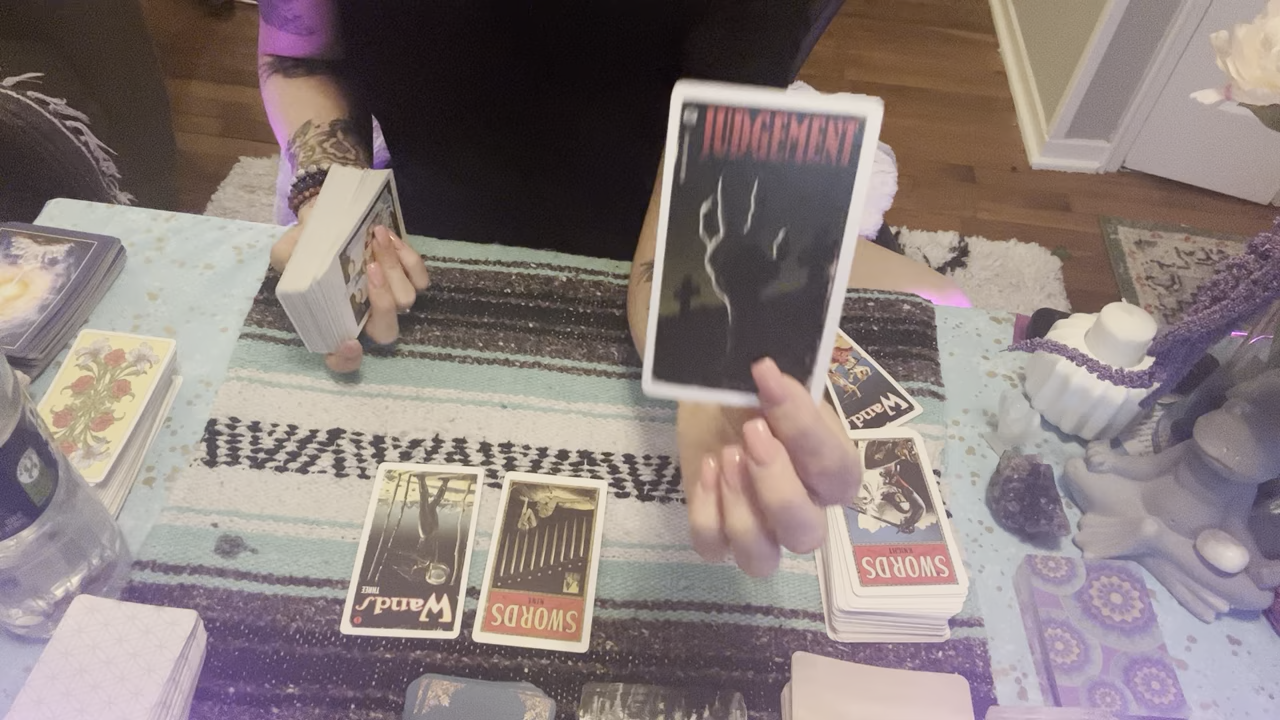 JUDGEMENT
Wands
SWORDS
KNIGHT
Wands
THREE
SWORDS
NINE